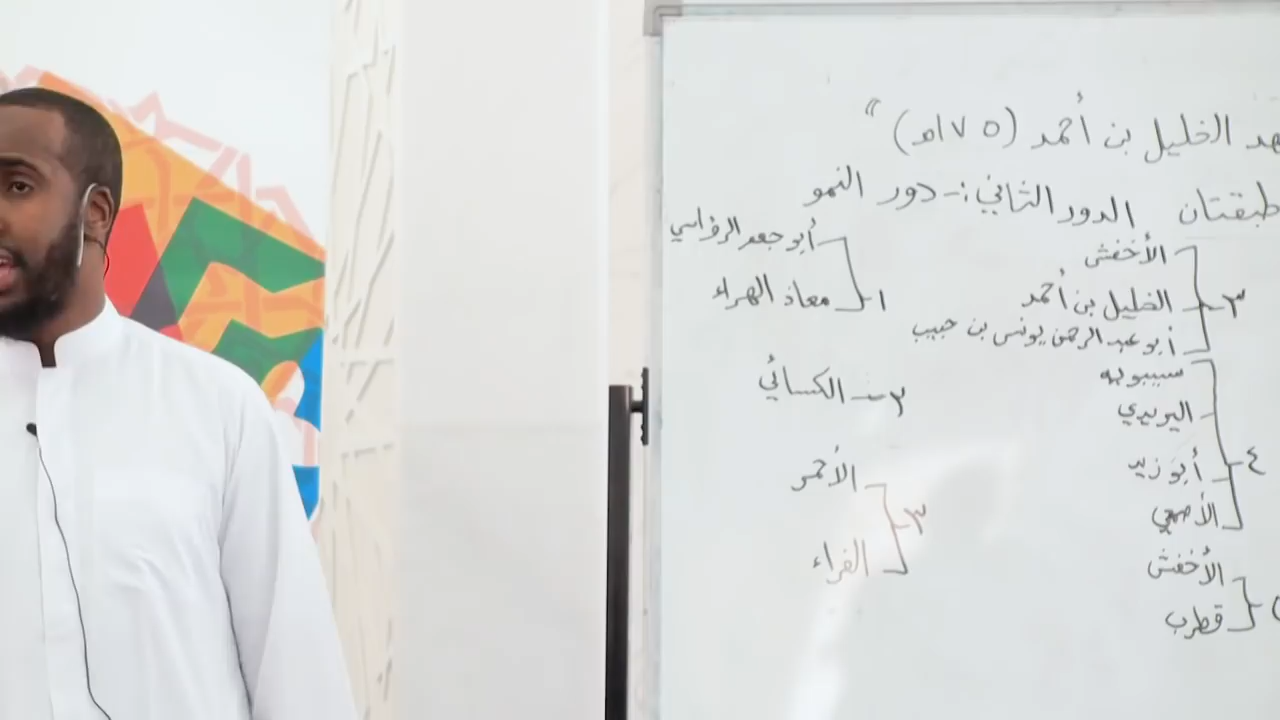 الخليل بن أحمد (١٧٥هـ) "
طبقتان الدور الثاني :- دور النمو
٣
الأخفش
الخليل بن أحمد
أبو عبد الرحمن يونس بن حبيب
٤
سيبويه
اليزيدي
أبو زيد
الأصمعي
الأخفش
قطرب
١
أبو جعفر الرؤاسي
معاذ الهراء
٢ - الكسائي
٣
الأحمر
الفراء